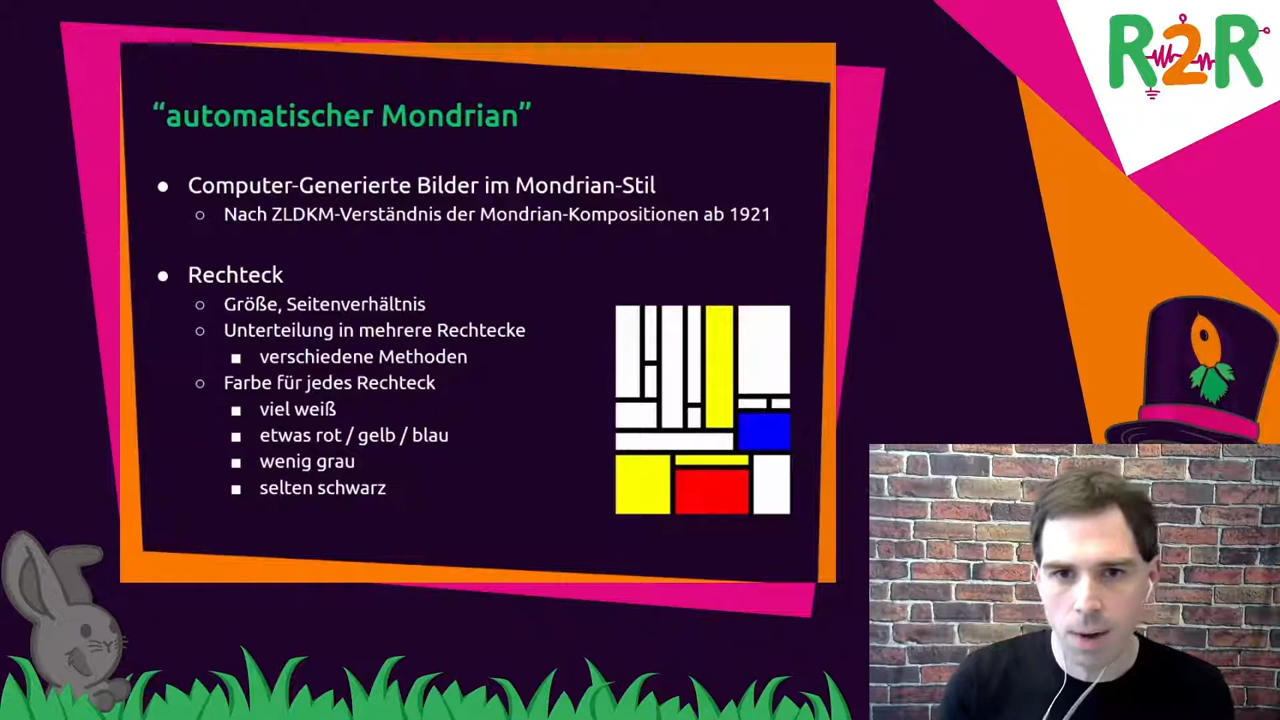 R2R
“automatischer Mondrian”
● Computer-Generierte Bilder im Mondrian-Stil
○ Nach ZLDKM-Verständnis der Mondrian-Kompositionen ab 1921
● Rechteck
○ Größe, Seitenverhältnis
○ Unterteilung in mehrere Rechtecke
■ verschiedene Methoden
○ Farbe für jedes Rechteck
■ viel weiß
■ etwas rot / gelb / blau
■ wenig grau
■ selten schwarz